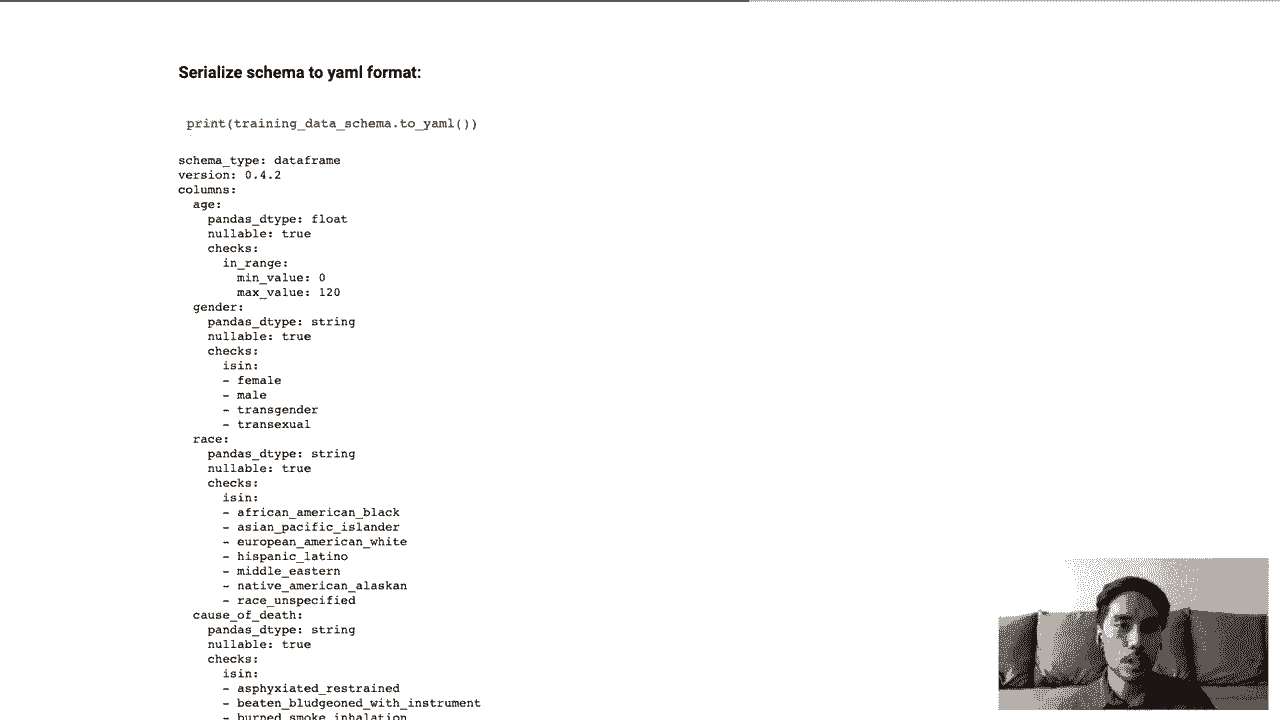 Serialize schema to yaml format:
print(training_data_schema.to_yaml())
schema_type: dataframe
version: 0.4.2
columns:
  age:
    pandas_dtype: float
    nullable: true
    checks:
      in_range:
        min_value: 0
        max_value: 120
  gender:
    pandas_dtype: string
    nullable: true
    checks:
      isin:
      - female
      - male
      - transgender
      - transexual
  race:
    pandas_dtype: string
    nullable: true
    checks:
      isin:
      - african_american_black
      - asian_pacific_islander
      - european_american_white
      - hispanic_latino
      - middle_eastern
      - native_american_alaskan
      - race_unspecified
  cause_of_death:
    pandas_dtype: string
    nullable: true
    checks:
      isin:
      - asphyxiated_restrained
      - beaten_bludgeoned_with_instrument
      - burned_smoke_inhalation